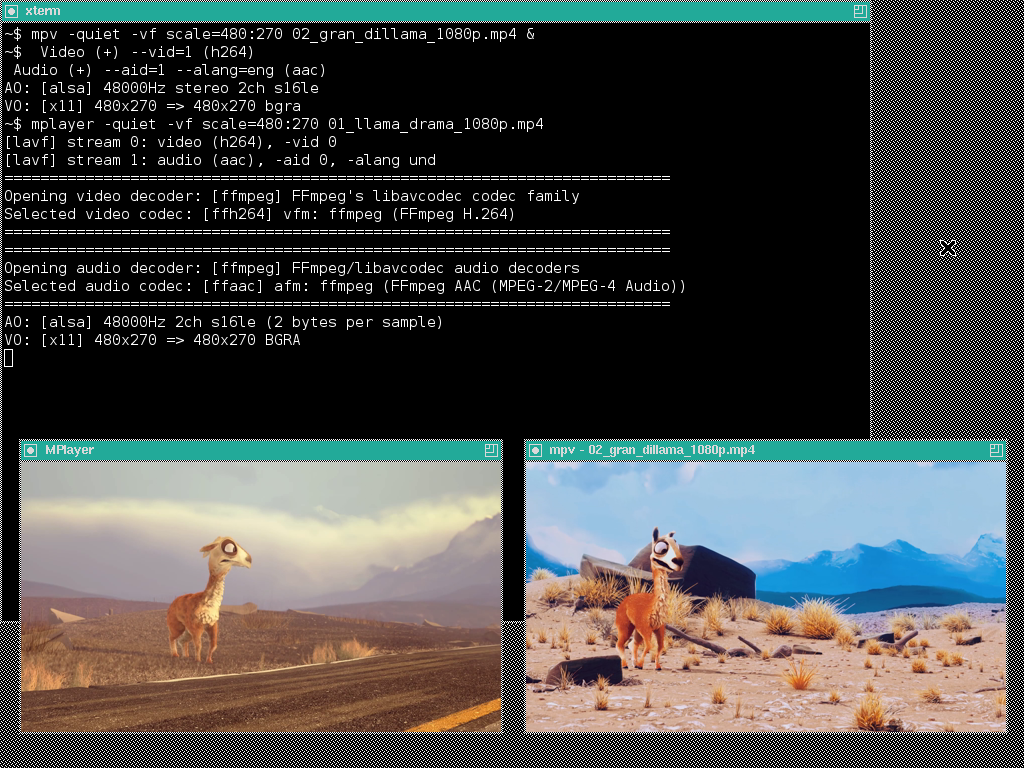 xterm
~$ mpv -quiet -vf scale=480:270 02_gran_dillama_1080p.mp4 &
~$  Video (+) --vid=1 (h264)
 Audio (+) --aid=1 --alang=eng (aac)
AO: [alsa] 48000Hz stereo 2ch s16le
VO: [x11] 480x270 => 480x270 bgra
~$ mplayer -quiet -vf scale=480:270 01_llama_drama_1080p.mp4
[lavf] stream 0: video (h264), -vid 0
[lavf] stream 1: audio (aac), -aid 0, -alang und
==========================================================================
Opening video decoder: [ffmpeg] FFmpeg's libavcodec codec family
Selected video codec: [ffh264] vfm: ffmpeg (FFmpeg H.264)
==========================================================================
==========================================================================
Opening audio decoder: [ffmpeg] FFmpeg/libavcodec audio decoders
Selected audio codec: [ffaac] afm: ffmpeg (FFmpeg AAC (MPEG-2/MPEG-4 Audio))
==========================================================================
AO: [alsa] 48000Hz 2ch s16le (2 bytes per sample)
VO: [x11] 480x270 => 480x270 BGRA
MPlayer
mpv - 02_gran_dillama_1080p.mp4